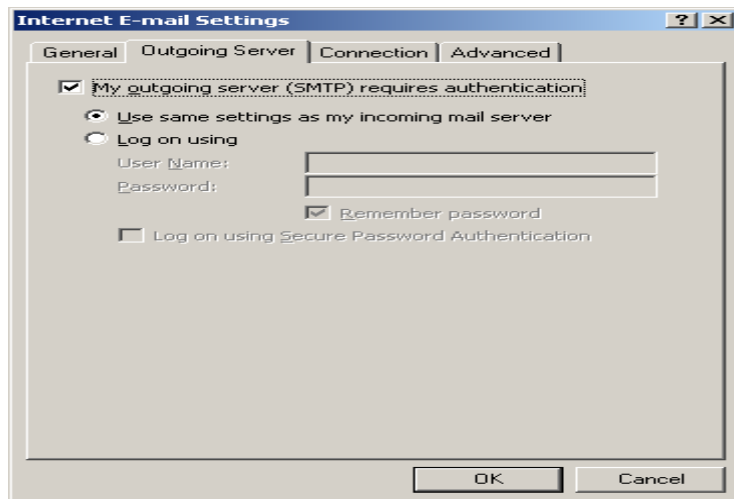 Internet E-mail Settings
General Outgoing Server Connection Advanced
My outgoing server (SMTP) requires authentication
Use same settings as my incoming mail server
Log on using
User Name:
Password:
Remember password
Log on using Secure Password Authentication
OK Cancel